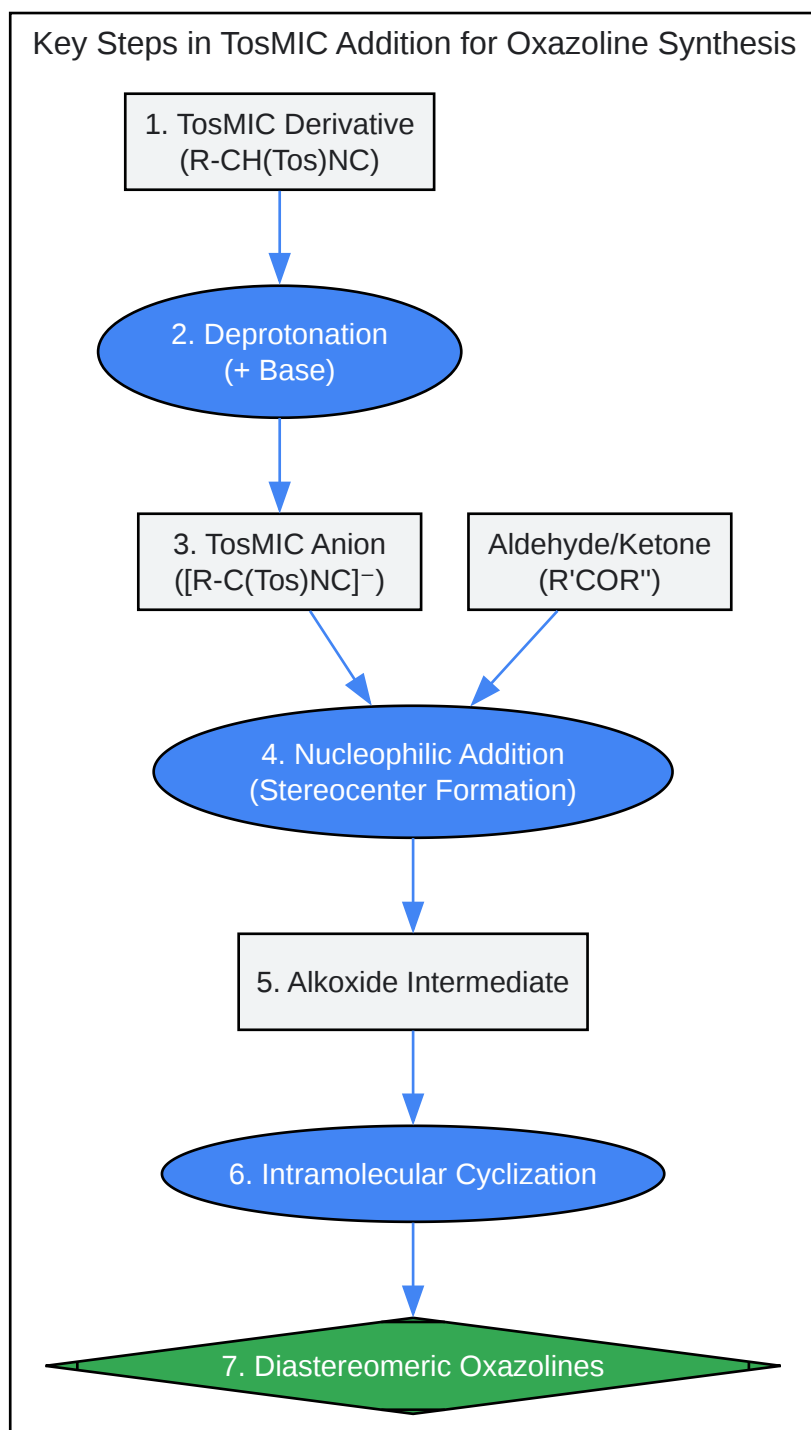 Key Steps in TosMIC Addition for Oxazoline Synthesis
1. TosMIC Derivative
(R-CH(Tos)NC)
2. Deprotonation
(+ Base)
3. TosMIC Anion
([R-C(Tos)NC]⁻)
Aldehyde/Ketone
(R'COR")
4. Nucleophilic Addition
(Stereocenter Formation)
5. Alkoxide Intermediate
6. Intramolecular Cyclization
7. Diastereomeric Oxazolines